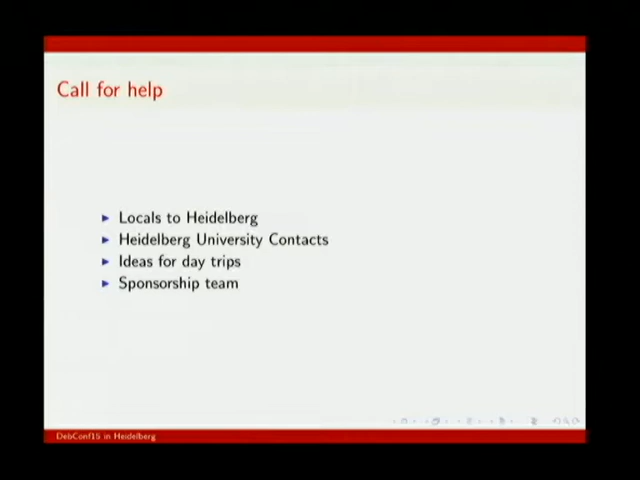 Call for help
Locals to Heidelberg
Heidelberg University Contacts
Ideas for day trips
Sponsorship team
DebConf15 in Heidelberg